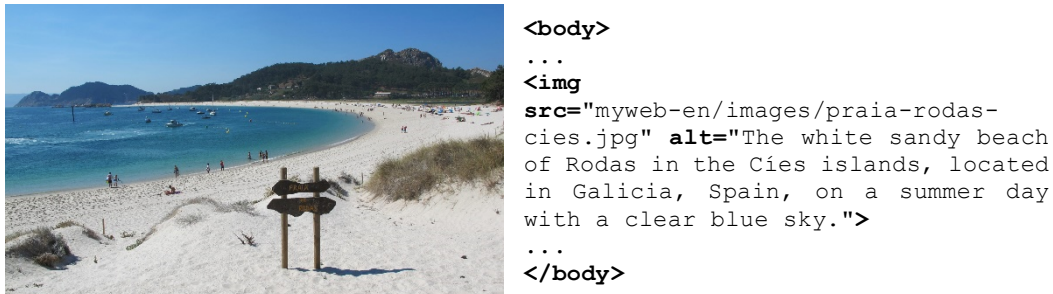 PRAIA
<body>
...
<img
src="myweb-en/images/praia-rodas-
cies.jpg" alt="The white sandy beach
of Rodas in the Cíes islands, located
in Galicia, Spain, on a summer day
with a clear blue sky.">
...
</body>